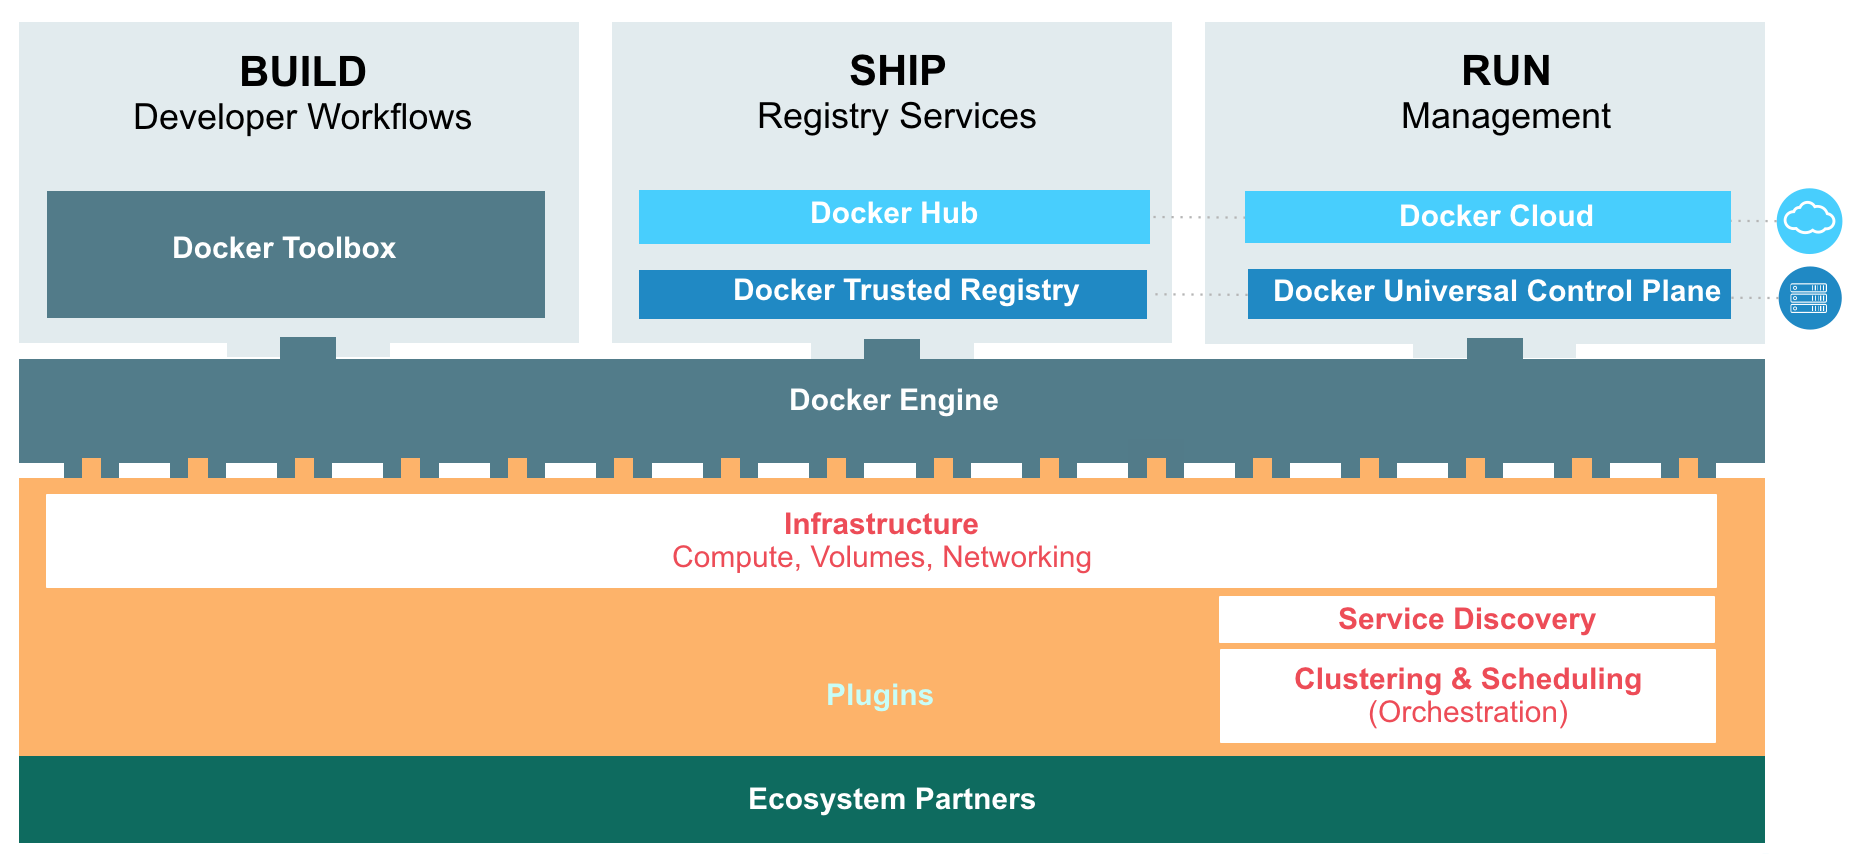 BUILD
Developer Workflows
Docker Toolbox
SHIP
Registry Services
Docker Hub
Docker Trusted Registry
RUN
Management
Docker Cloud
Docker Universal Control Plane
Docker Engine
Infrastructure
Compute, Volumes, Networking
Service Discovery
Clustering & Scheduling
(Orchestration)
Plugins
Ecosystem Partners